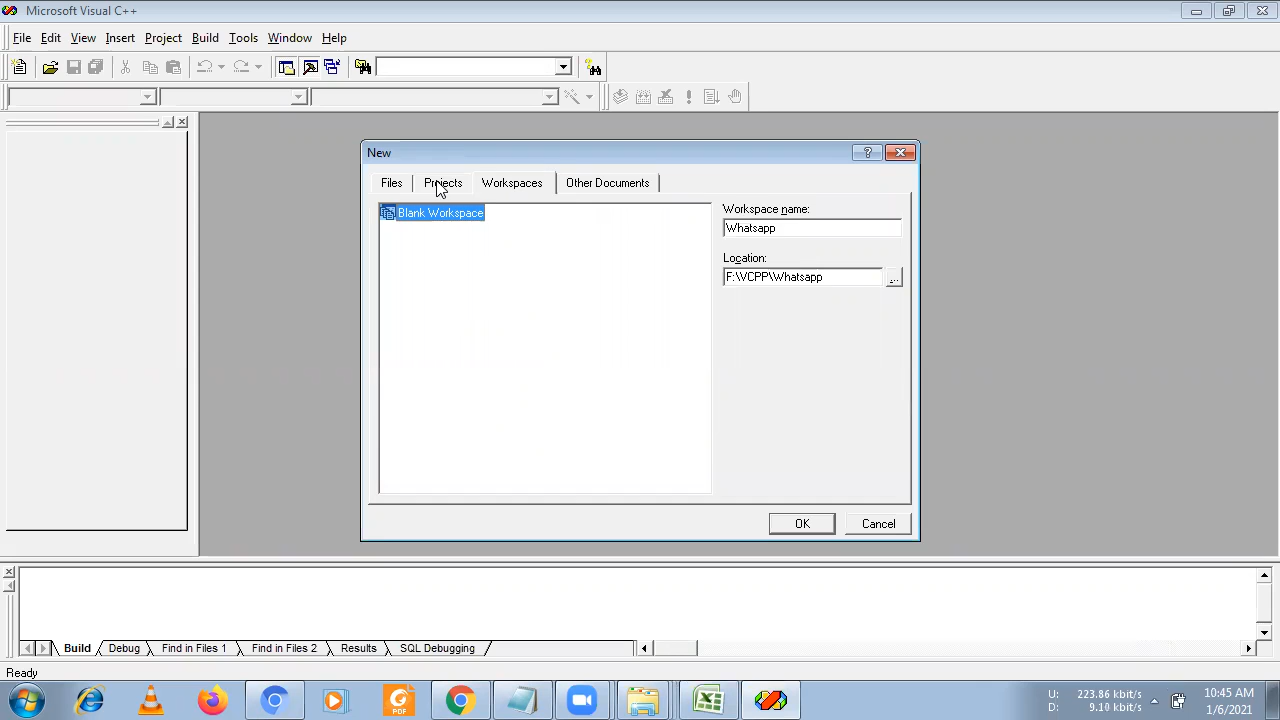 Microsoft Visual C++
File Edit View Insert Project Build Tools Window Help
New
Files Projects Workspaces Other Documents
Blank Workspace
Workspace name:
Whatsapp
Location:
F:\VCPP\Whatsapp
...
OK Cancel
Build Debug Find in Files 1 Find in Files 2 Results SQL Debugging
Ready
PDF
U: 223.86 kbit/s
D: 9.10 kbit/s
10:45 AM
1/6/2021